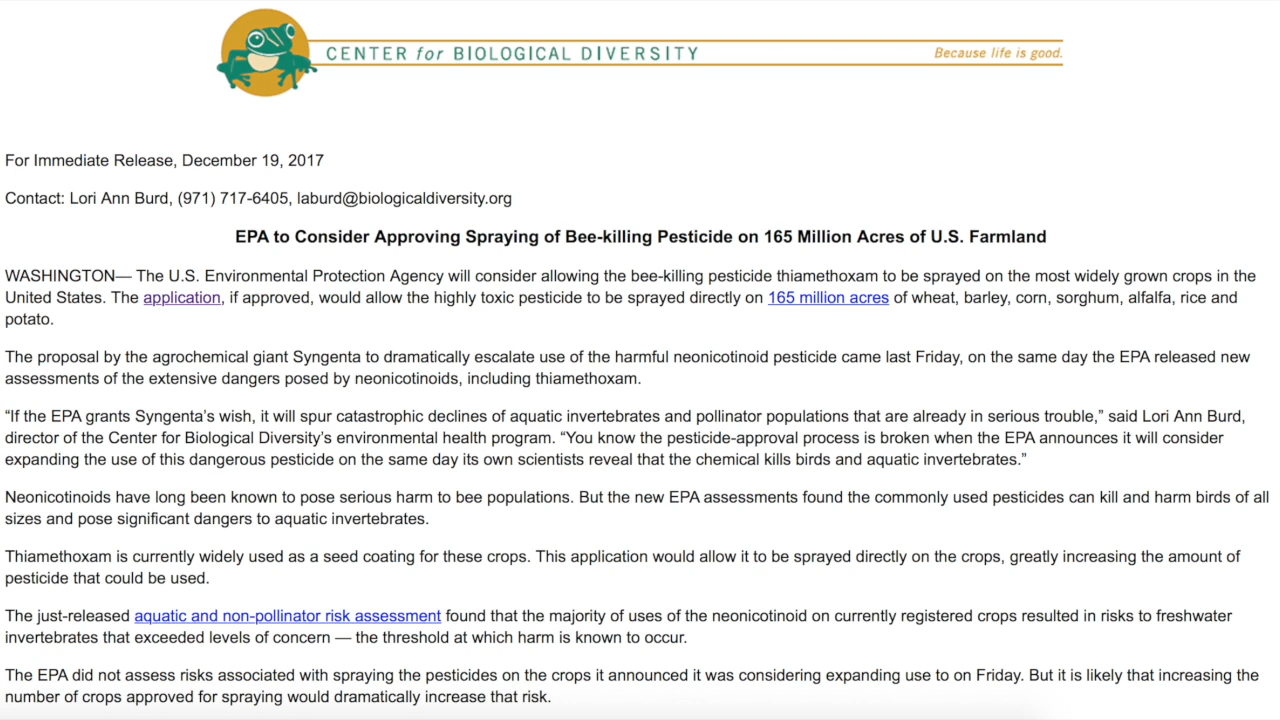 CENTER for BIOLOGICAL DIVERSITY
Because life is good.
For Immediate Release, December 19, 2017
Contact: Lori Ann Burd, (971) 717-6405, laburd@biologicaldiversity.org
EPA to Consider Approving Spraying of Bee-killing Pesticide on 165 Million Acres of U.S. Farmland
WASHINGTON— The U.S. Environmental Protection Agency will consider allowing the bee-killing pesticide thiamethoxam to be sprayed on the most widely grown crops in the
United States. The application, if approved, would allow the highly toxic pesticide to be sprayed directly on 165 million acres of wheat, barley, corn, sorghum, alfalfa, rice and
potato.
The proposal by the agrochemical giant Syngenta to dramatically escalate use of the harmful neonicotinoid pesticide came last Friday, on the same day the EPA released new
assessments of the extensive dangers posed by neonicotinoids, including thiamethoxam.
“If the EPA grants Syngenta’s wish, it will spur catastrophic declines of aquatic invertebrates and pollinator populations that are already in serious trouble,” said Lori Ann Burd,
director of the Center for Biological Diversity’s environmental health program. “You know the pesticide-approval process is broken when the EPA announces it will consider
expanding the use of this dangerous pesticide on the same day its own scientists reveal that the chemical kills birds and aquatic invertebrates.”
Neonicotinoids have long been known to pose serious harm to bee populations. But the new EPA assessments found the commonly used pesticides can kill and harm birds of all
sizes and pose significant dangers to aquatic invertebrates.
Thiamethoxam is currently widely used as a seed coating for these crops. This application would allow it to be sprayed directly on the crops, greatly increasing the amount of
pesticide that could be used.
The just-released aquatic and non-pollinator risk assessment found that the majority of uses of the neonicotinoid on currently registered crops resulted in risks to freshwater
invertebrates that exceeded levels of concern — the threshold at which harm is known to occur.
The EPA did not assess risks associated with spraying the pesticides on the crops it announced it was considering expanding use to on Friday. But it is likely that increasing the
number of crops approved for spraying would dramatically increase that risk.